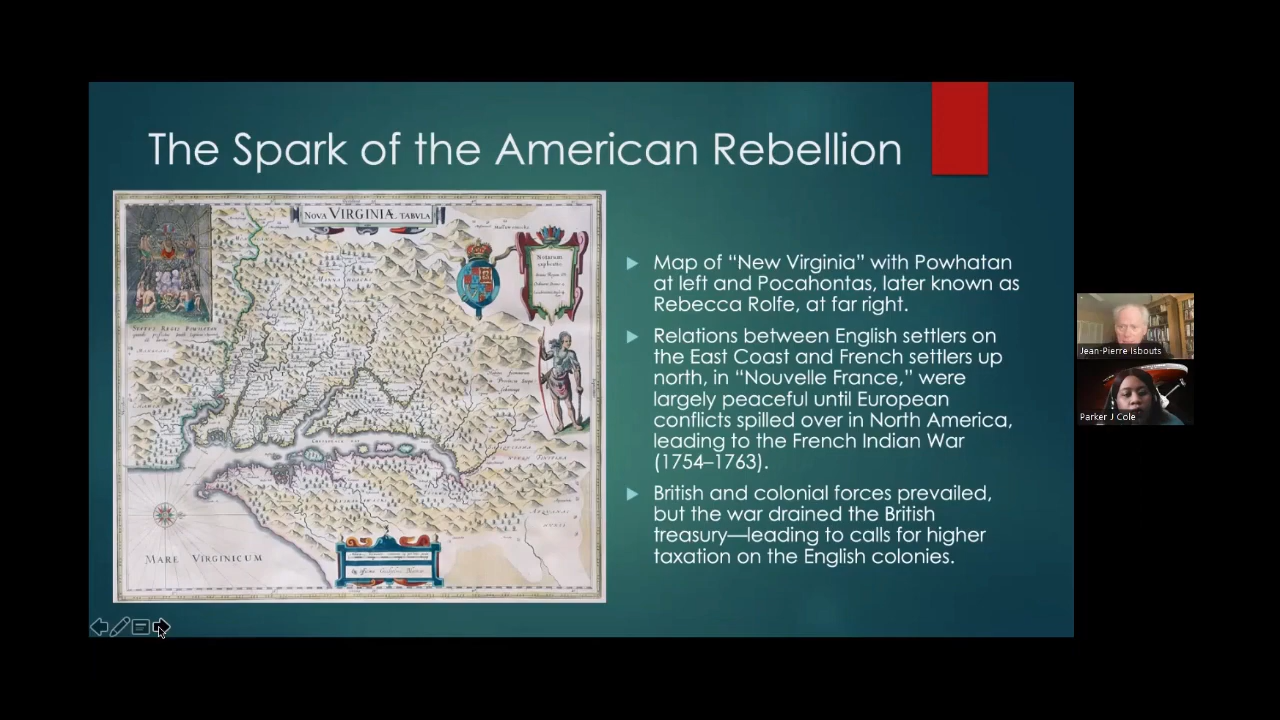 The Spark of the American Rebellion
NOVA VIRGINIÆ TABVLA
MARE VIRGINICUM
Map of “New Virginia” with Powhatan
at left and Pocahontas, later known as
Rebecca Rolfe, at far right.
Relations between English settlers on
the East Coast and French settlers up
north, in “Nouvelle France,” were
largely peaceful until European
conflicts spilled over in North America,
leading to the French Indian War
(1754–1763).
British and colonial forces prevailed,
but the war drained the British
treasury—leading to calls for higher
taxation on the English colonies.
Jean-Pierre Isbouts
Parker J Cole